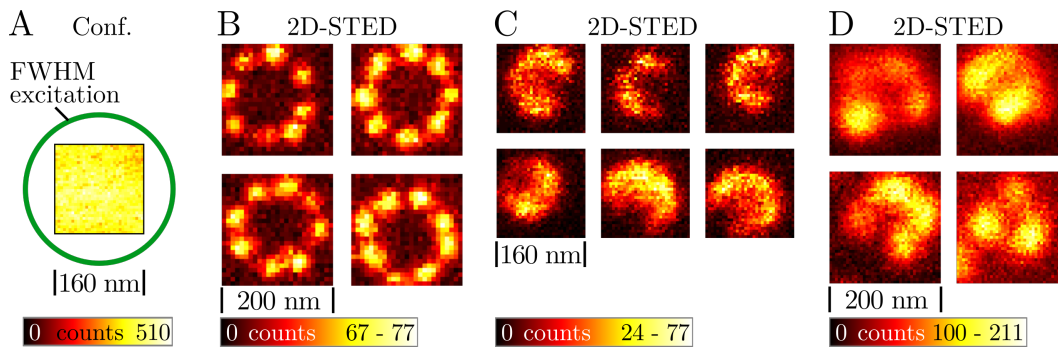 A Conf.
FWHM
excitation
160 nm
0 counts 510
B 2D-STED
200 nm
0 counts 67 - 77
C 2D-STED
160 nm
0 counts 24 - 77
D 2D-STED
200 nm
0 counts 100 - 211